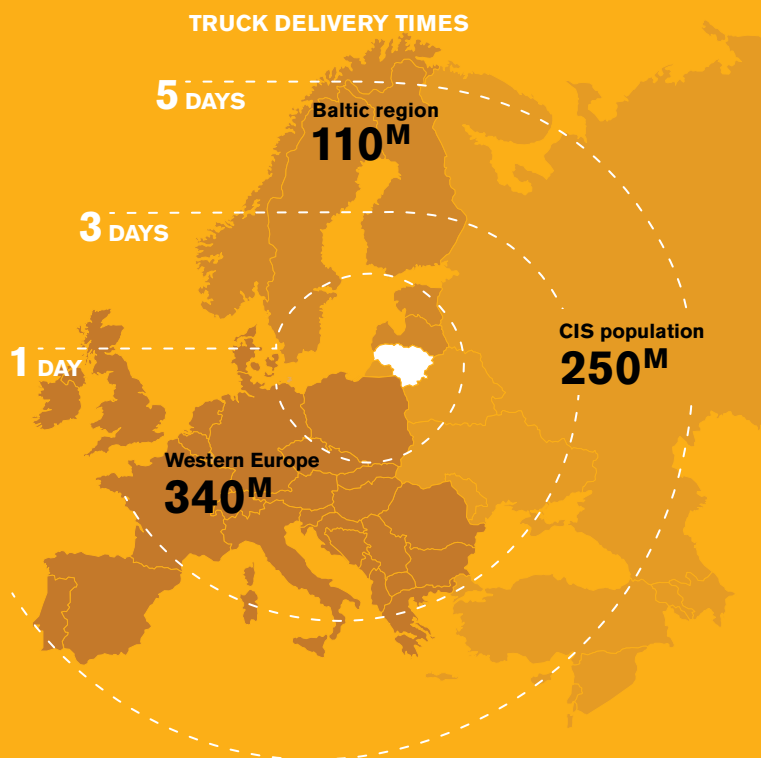 TRUCK DELIVERY TIMES
5 DAYS
Baltic region
110M
3 DAYS
CIS population
250M
1 DAY
Western Europe
340M